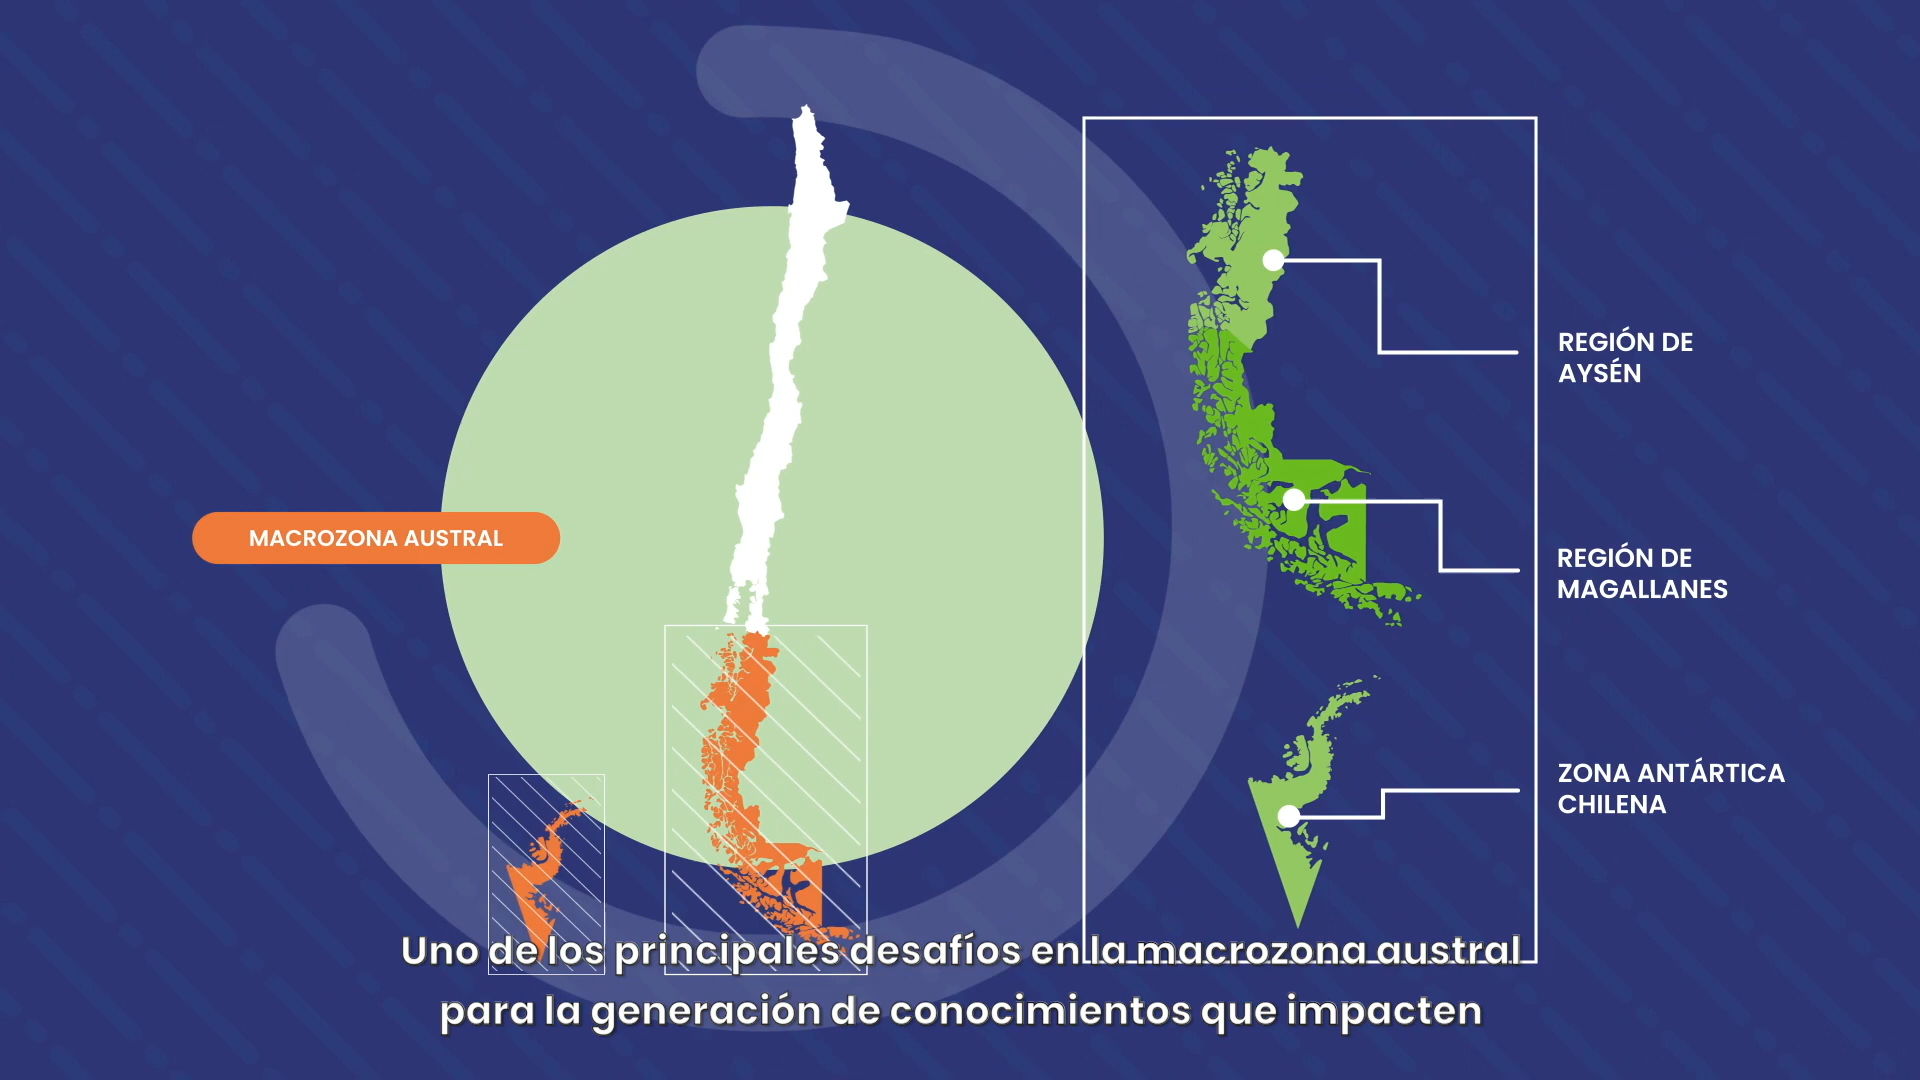 MACROZONA AUSTRAL
REGIÓN DE
AYSÉN
REGIÓN DE
MAGALLANES
ZONA ANTÁRTICA
CHILENA
Uno de los principales desafíos en la macrozona austral
para la generación de conocimientos que impacten